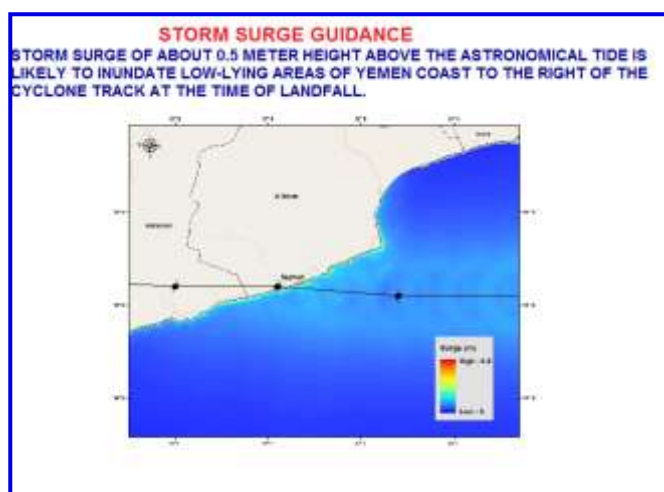 STORM SURGE GUIDANCE
STORM SURGE OF ABOUT 0.5 METER HEIGHT ABOVE THE ASTRONOMICAL TIDE IS
LIKELY TO INUNDATE LOW-LYING AREAS OF YEMEN COAST TO THE RIGHT OF THE
CYCLONE TRACK AT THE TIME OF LANDFALL.
Surge (m)